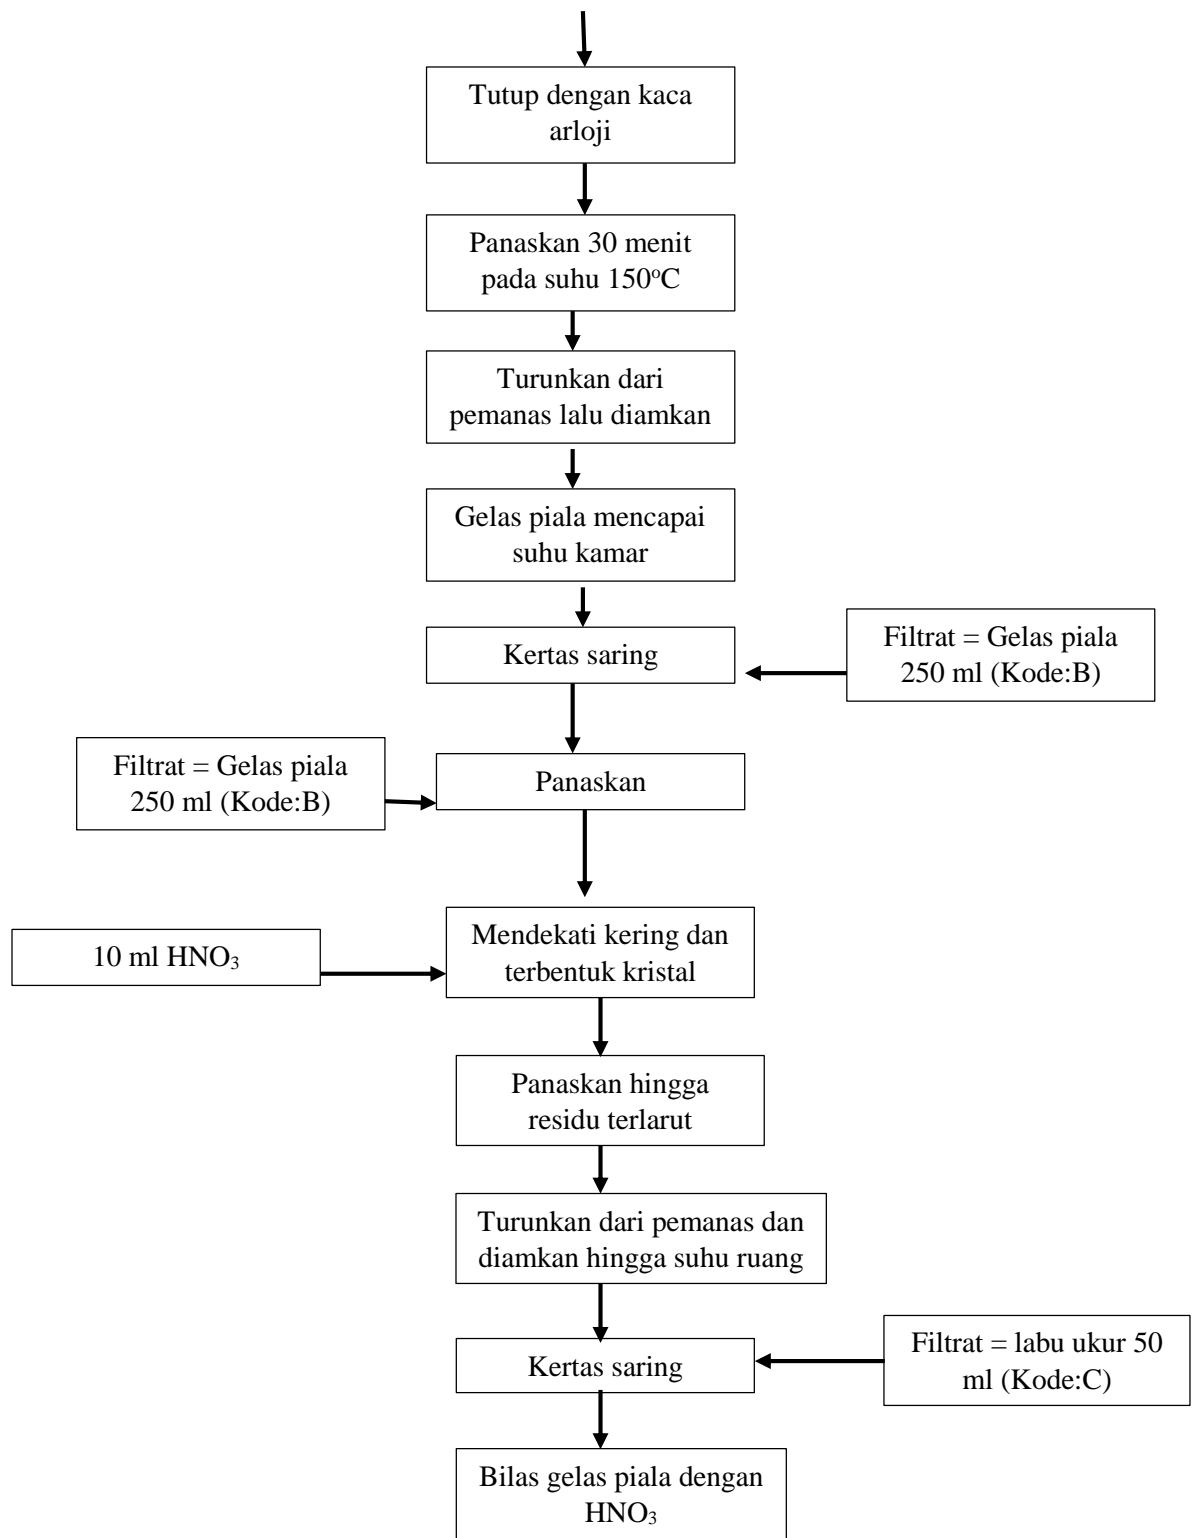 Tutup dengan kaca
arloji
Panaskan 30 menit
pada suhu 150°C
Turunkan dari
pemanas lalu diamkan
Gelas piala mencapai
suhu kamar
Kertas saring
Filtrat = Gelas piala
250 ml (Kode:B)
Filtrat = Gelas piala
250 ml (Kode:B)
Panaskan
10 ml HNO₃
Mendekati kering dan
terbentuk kristal
Panaskan hingga
residu terlarut
Turunkan dari pemanas dan
diamkan hingga suhu ruang
Kertas saring
Filtrat = labu ukur 50
ml (Kode:C)
Bilas gelas piala dengan
HNO₃